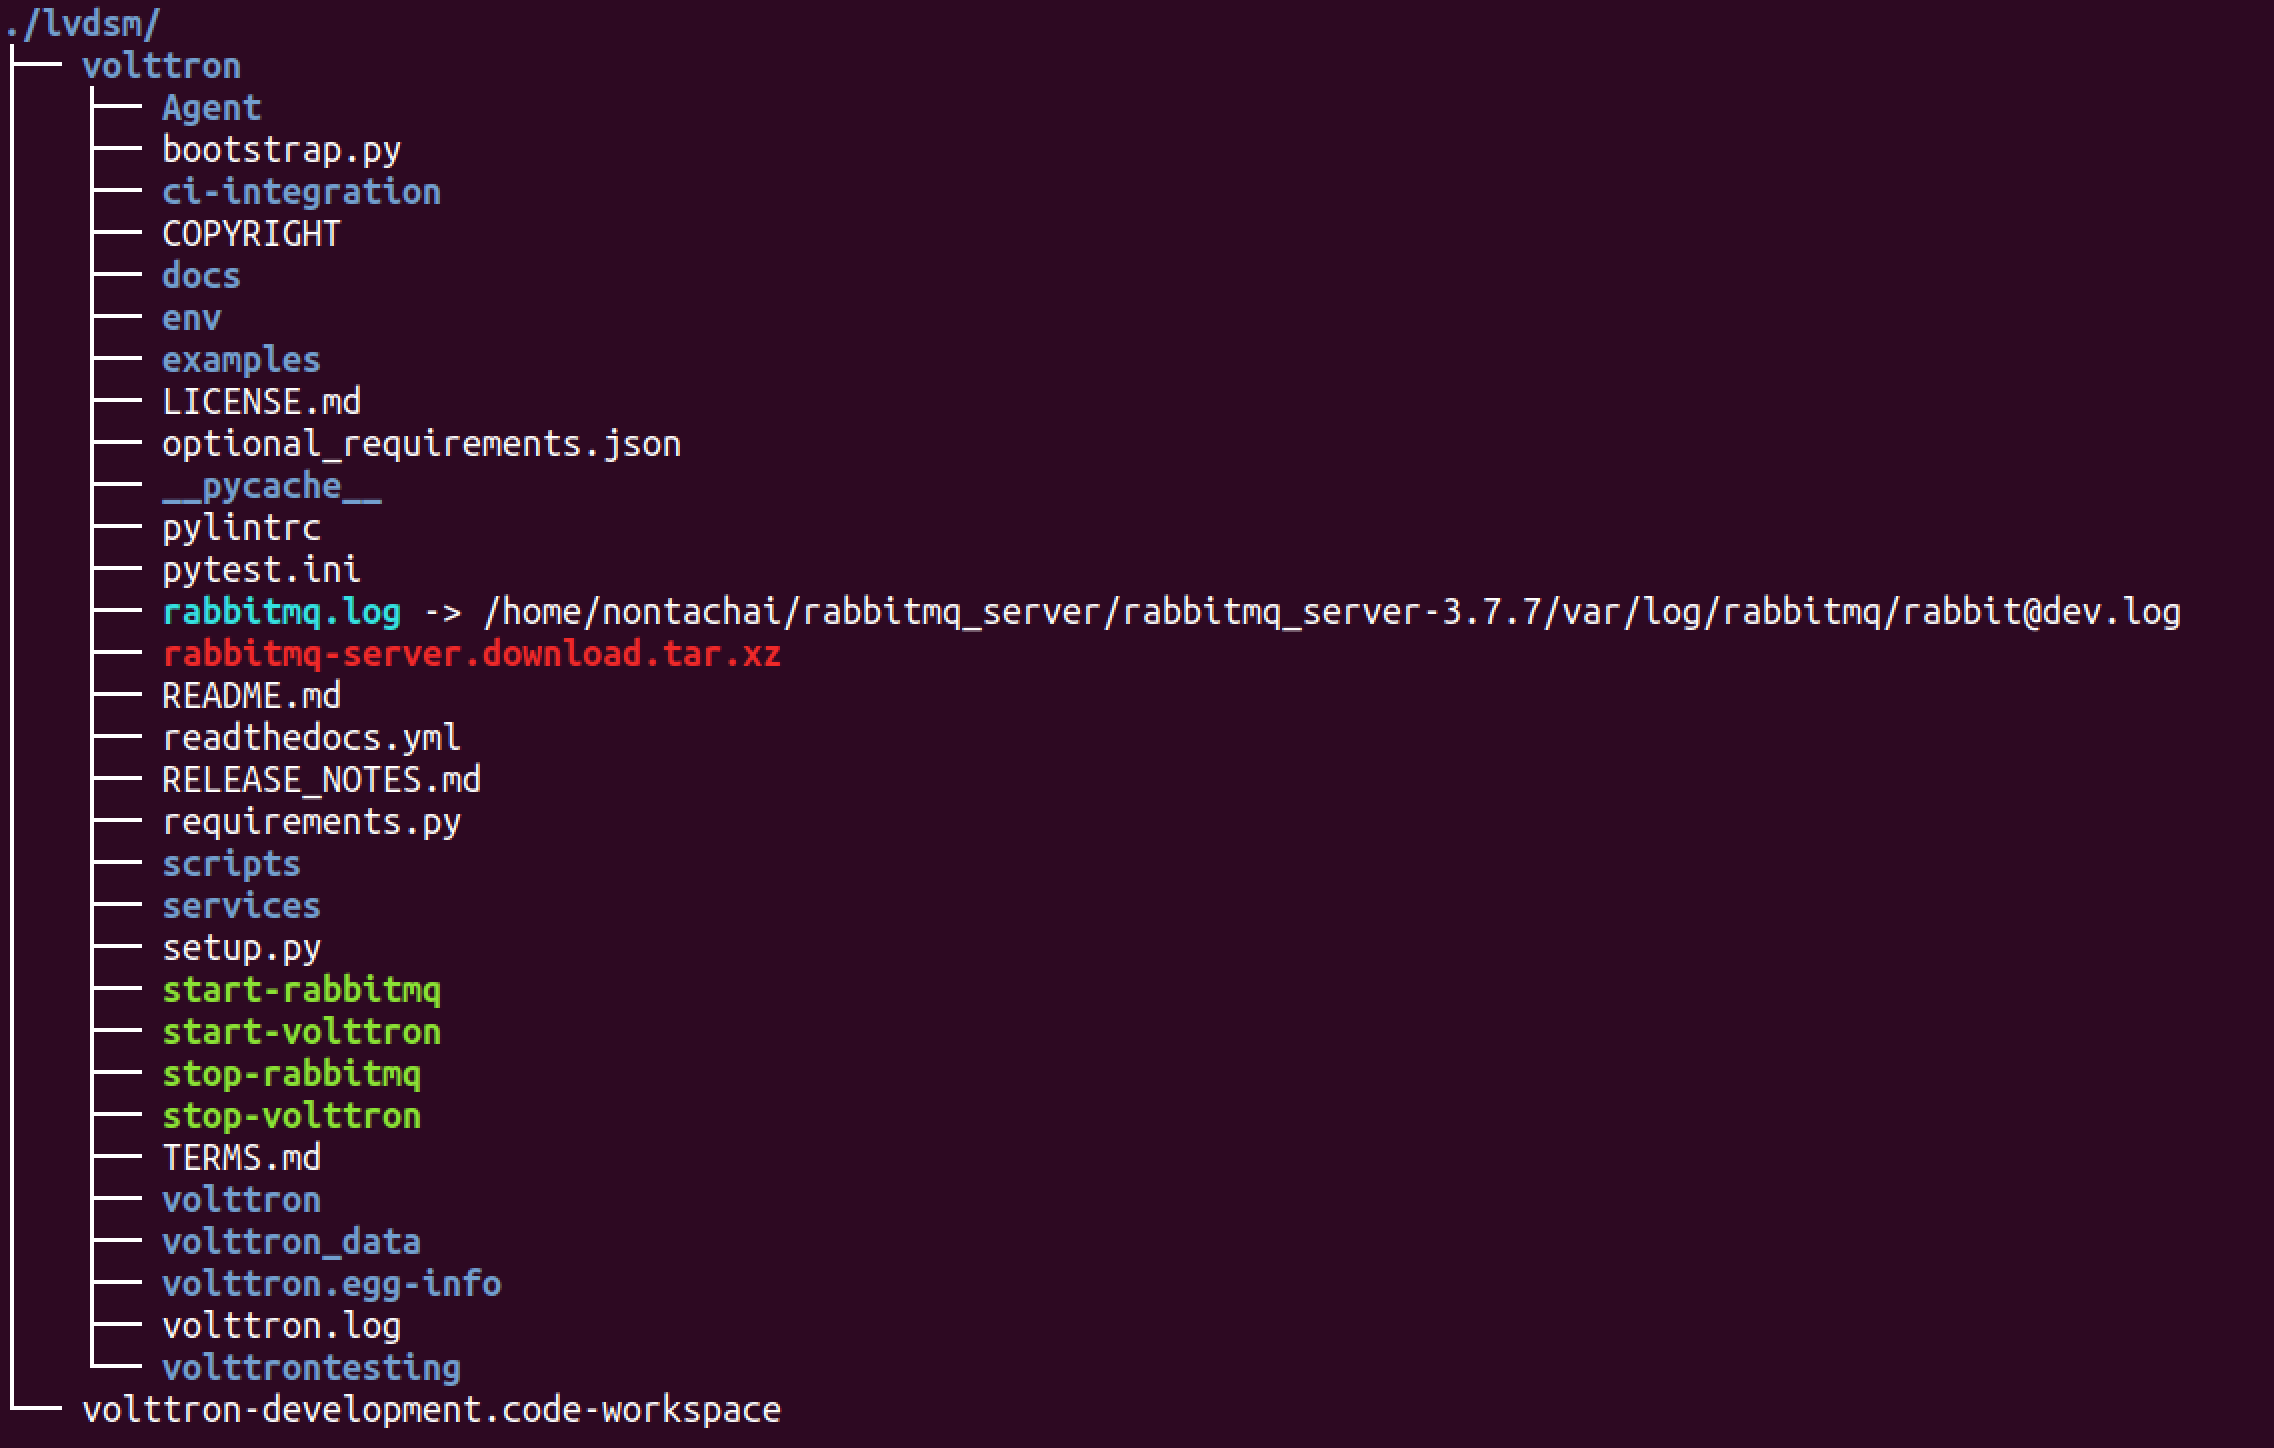 ./lvdsm/
├── volttron
│   ├── Agent
│   ├── bootstrap.py
│   ├── ci-integration
│   ├── COPYRIGHT
│   ├── docs
│   ├── env
│   ├── examples
│   ├── LICENSE.md
│   ├── optional_requirements.json
│   ├── __pycache__
│   ├── pylintrc
│   ├── pytest.ini
│   ├── rabbitmq.log -> /home/nontachai/rabbitmq_server/rabbitmq_server-3.7.7/var/log/rabbitmq/rabbit@dev.log
│   ├── rabbitmq-server.download.tar.xz
│   ├── README.md
│   ├── readthedocs.yml
│   ├── RELEASE_NOTES.md
│   ├── requirements.py
│   ├── scripts
│   ├── services
│   ├── setup.py
│   ├── start-rabbitmq
│   ├── start-volttron
│   ├── stop-rabbitmq
│   ├── stop-volttron
│   ├── TERMS.md
│   ├── volttron
│   ├── volttron_data
│   ├── volttron.egg-info
│   ├── volttron.log
│   └── volttrontesting
└── volttron-development.code-workspace